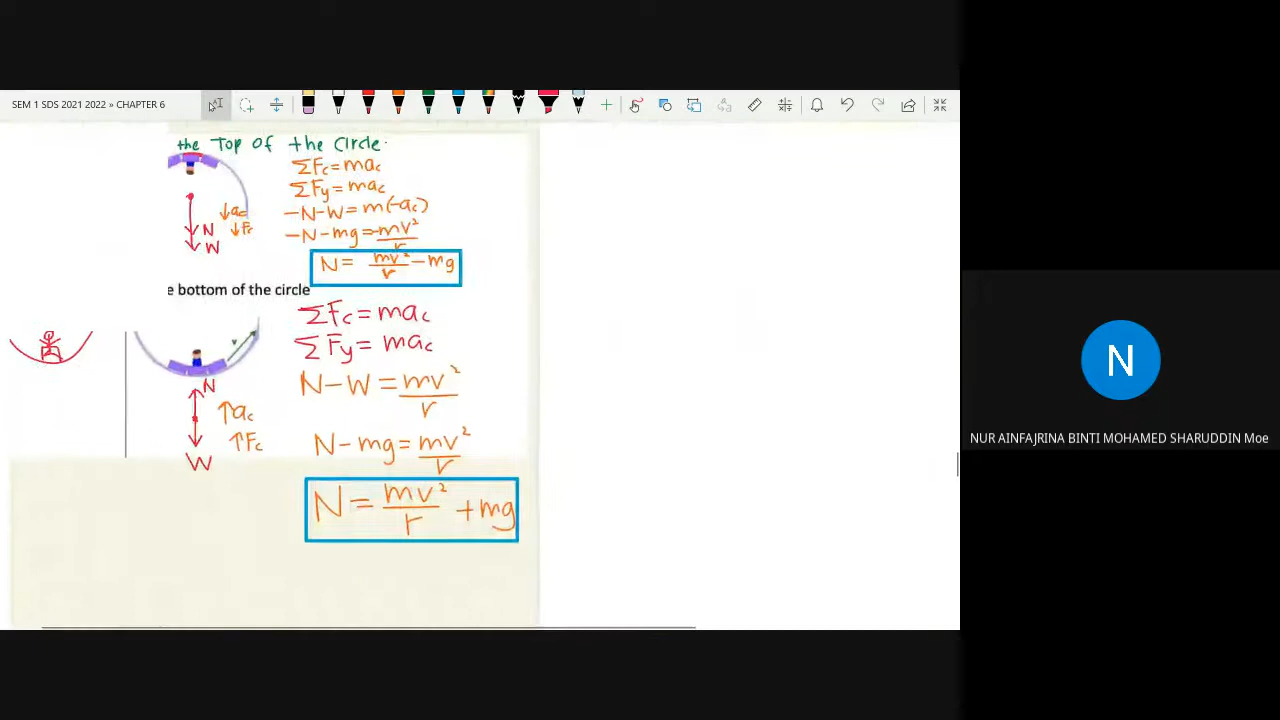 SEM 1 SDS 2021 2022 » CHAPTER 6
the Top of the Circle.
ΣFc = mac
ΣFy = mac
-N-W = m(-ac)
-N-mg = -mv²/r
N = mv²/r - mg
↓ac
↓Fc
N
W
e bottom of the circle
ΣFc = mac
ΣFy = mac
v
N - W = mv²/r
N
↑ac
↑Fc
W
N - mg = mv²/r
N = mv²/r + mg
N
NUR AINFAJRINA BINTI MOHAMED SHARUDDIN Moe